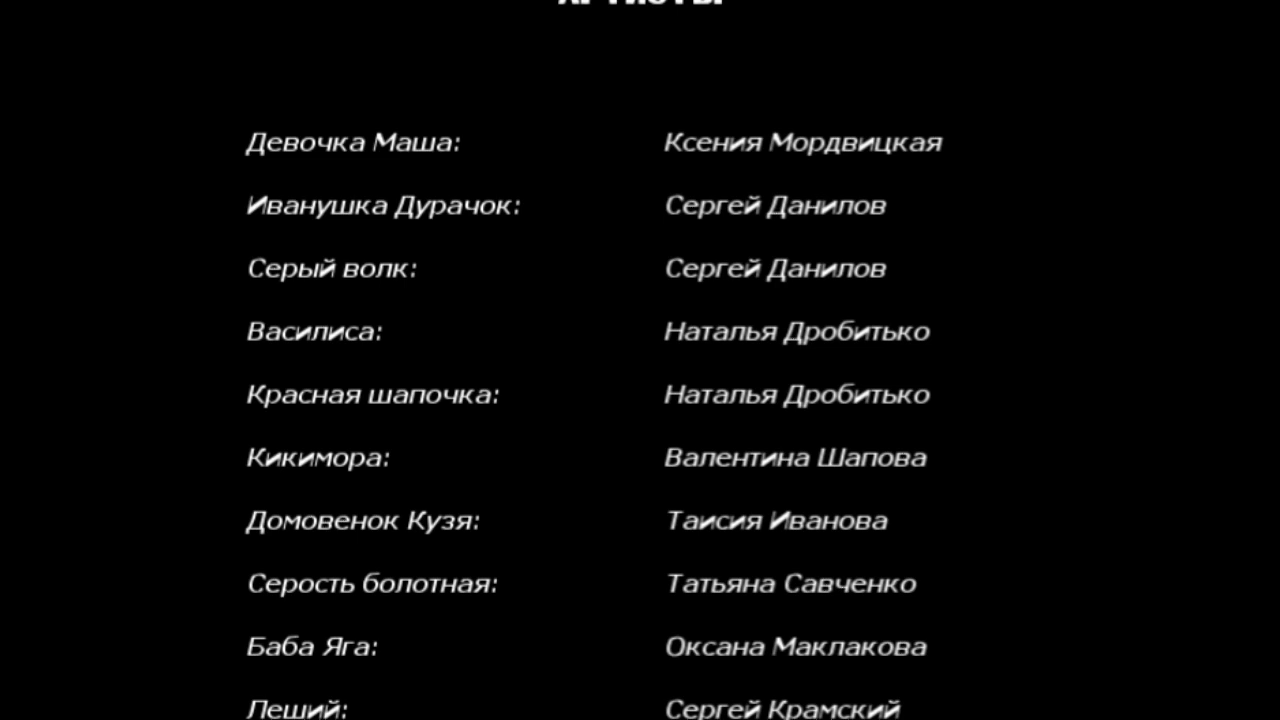 АРТИСТЫ
Девочка Маша: Ксения Мордвицкая
Иванушка Дурачок: Сергей Данилов
Серый волк: Сергей Данилов
Василиса: Наталья Дробитько
Красная шапочка: Наталья Дробитько
Кикимора: Валентина Шапова
Домовенок Кузя: Таисия Иванова
Серость болотная: Татьяна Савченко
Баба Яга: Оксана Маклакова
Леший: Сергей Крамский